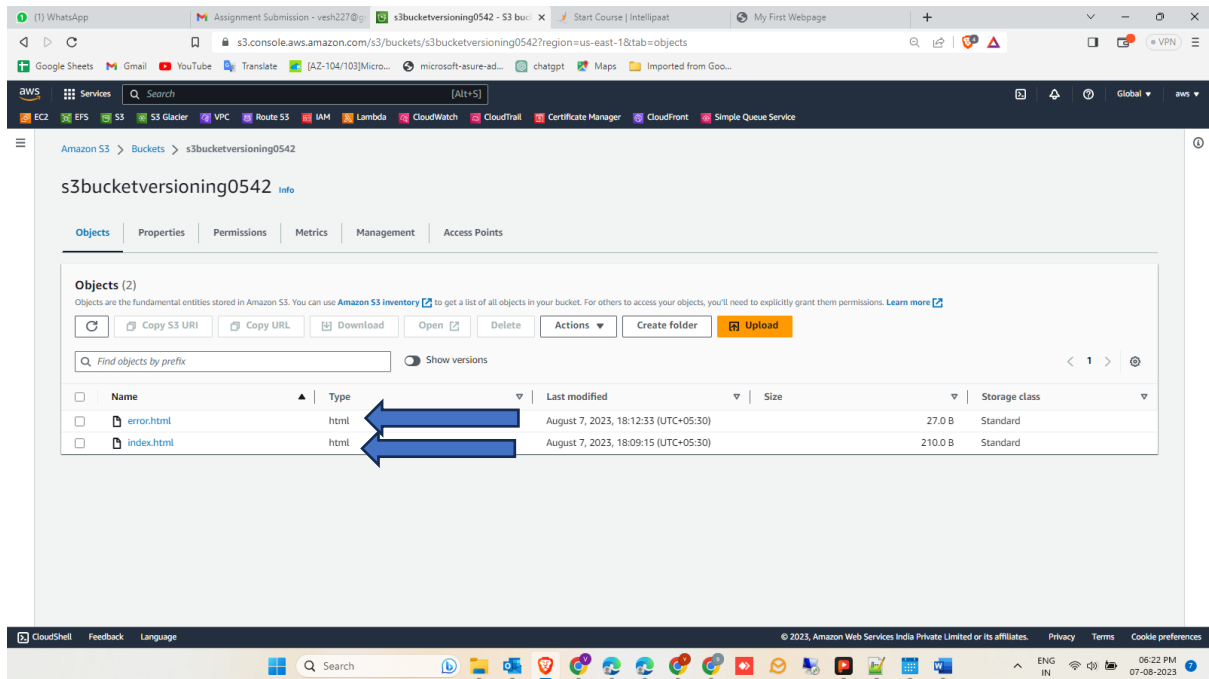 (1) WhatsApp
Assignment Submission - vesh227@g
s3bucketversioning0542 - S3 buc
Start Course | Intellipaat
My First Webpage
s3.console.aws.amazon.com/s3/buckets/s3bucketversioning0542?region=us-east-1&tab=objects
VPN
Google Sheets
Gmail
YouTube
Translate
[AZ-104/103]Micro...
microsoft-asure-ad...
chatgpt
Maps
Imported from Goo...
aws
Services
Search
[Alt+S]
Global
aws
EC2
EFS
S3
S3 Glacier
VPC
Route 53
IAM
Lambda
CloudWatch
CloudTrail
Certificate Manager
CloudFront
Simple Queue Service
Amazon S3 > Buckets > s3bucketversioning0542
s3bucketversioning0542 Info
Objects
Properties
Permissions
Metrics
Management
Access Points
Objects (2)
Objects are the fundamental entities stored in Amazon S3. You can use Amazon S3 inventory to get a list of all objects in your bucket. For others to access your objects, you'll need to explicitly grant them permissions. Learn more
Copy S3 URI
Copy URL
Download
Open
Delete
Actions
Create folder
Upload
Find objects by prefix
Show versions
1
Name
Type
Last modified
Size
Storage class
error.html
html
August 7, 2023, 18:12:33 (UTC+05:30)
27.0 B
Standard
index.html
html
August 7, 2023, 18:09:15 (UTC+05:30)
210.0 B
Standard
CloudShell
Feedback
Language
© 2023, Amazon Web Services India Private Limited or its affiliates.
Privacy
Terms
Cookie preferences
Search
ENG
IN
06:22 PM
07-08-2023
7